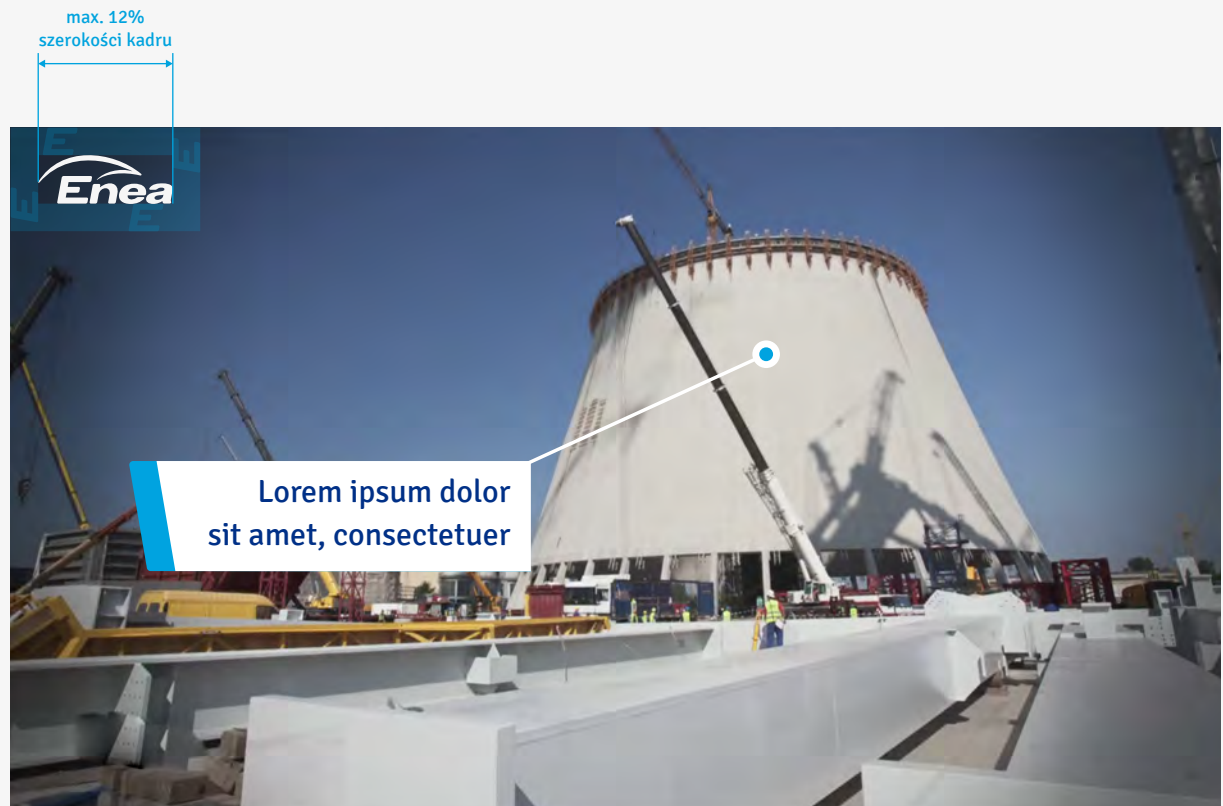 max. 12%
szerokości kadru
E
E
Enea
E
E
Lorem ipsum dolor
sit amet, consectetuer